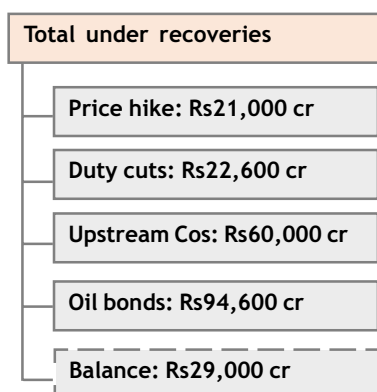 Total under recoveries
Price hike: Rs21,000 cr
Duty cuts: Rs22,600 cr
Upstream Cos: Rs60,000 cr
Oil bonds: Rs94,600 cr
Balance: Rs29,000 cr